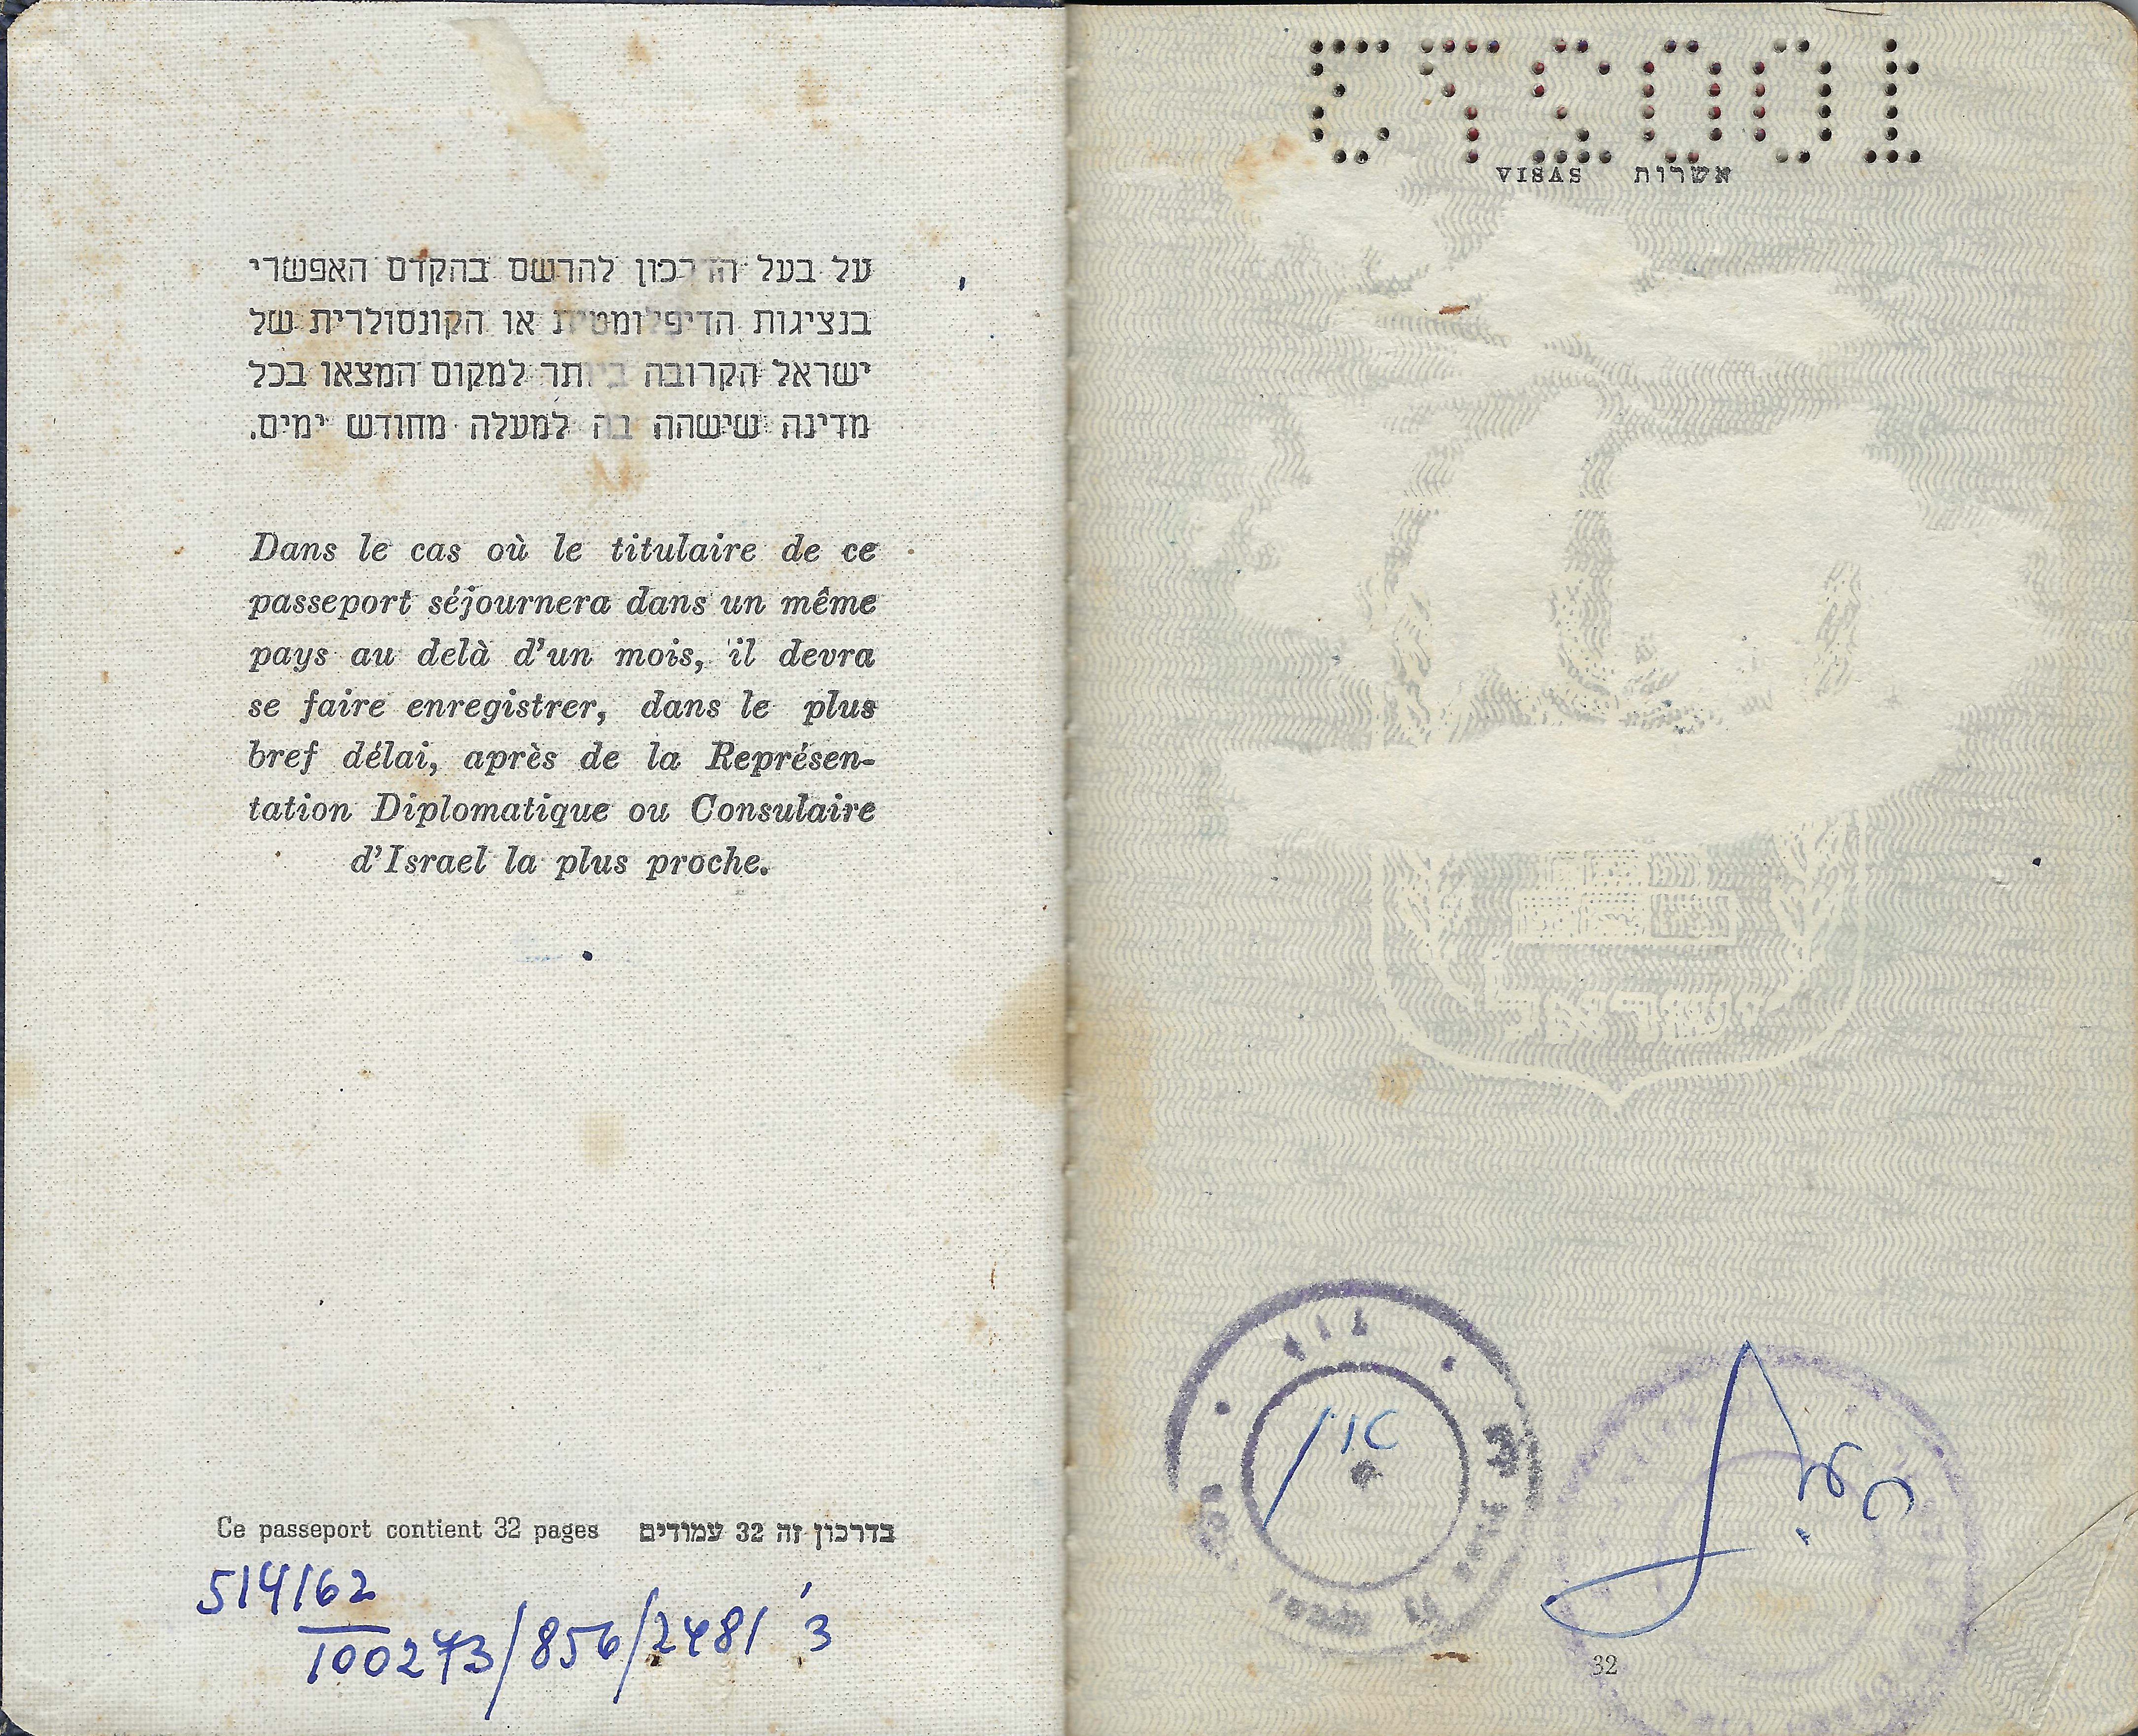 על בעל הדרכון להרשם בהקדם האפשרי
בנציגות הדיפלומטית או הקונסולרית של
ישראל הקרובה ביותר למקום המצאו בכל
מדינה שישהה בה למעלה מחודש ימים.
Dans le cas où le titulaire de ce
passeport séjournera dans un même
pays au delà d'un mois, il devra
se faire enregistrer, dans le plus
bref délai, après de la Représen-
tation Diplomatique ou Consulaire
d'Israel la plus proche.
Ce passeport contient 32 pages בדרכון זה 32 עמודים
514162
100273/856/2481 '3
100273
VISAS אשרות
ישראל
32